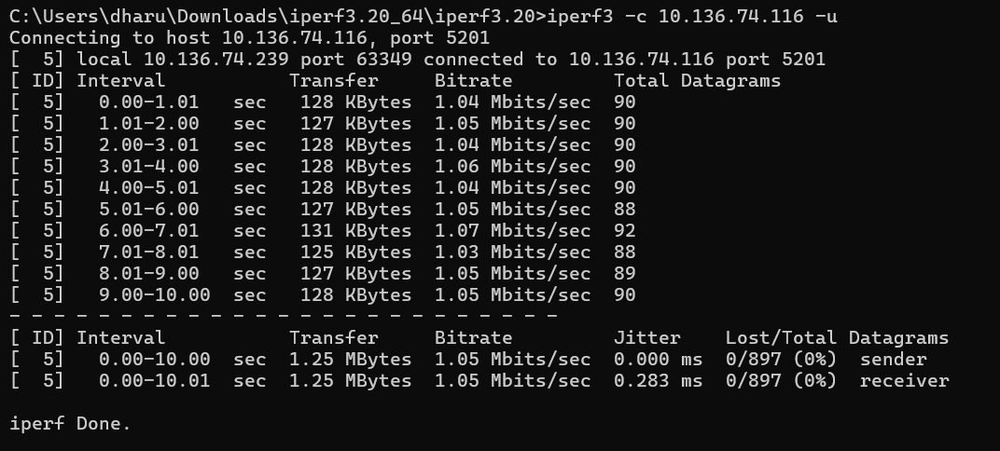 C:\Users\dharu\Downloads\iperf3.20_64\iperf3.20>iperf3 -c 10.136.74.116 -u
Connecting to host 10.136.74.116, port 5201
[  5] local 10.136.74.239 port 63349 connected to 10.136.74.116 port 5201
[ ID] Interval           Transfer     Bitrate         Total Datagrams
[  5]   0.00-1.01   sec   128 KBytes  1.04 Mbits/sec  90
[  5]   1.01-2.00   sec   127 KBytes  1.05 Mbits/sec  90
[  5]   2.00-3.01   sec   128 KBytes  1.04 Mbits/sec  90
[  5]   3.01-4.00   sec   128 KBytes  1.06 Mbits/sec  90
[  5]   4.00-5.01   sec   128 KBytes  1.04 Mbits/sec  90
[  5]   5.01-6.00   sec   127 KBytes  1.05 Mbits/sec  88
[  5]   6.00-7.01   sec   131 KBytes  1.07 Mbits/sec  92
[  5]   7.01-8.01   sec   125 KBytes  1.03 Mbits/sec  88
[  5]   8.01-9.00   sec   127 KBytes  1.05 Mbits/sec  89
[  5]   9.00-10.00  sec   128 KBytes  1.05 Mbits/sec  90
- - - - - - - - - - - - - - - - - - - - - - - - -
[ ID] Interval           Transfer     Bitrate         Jitter    Lost/Total Datagrams
[  5]   0.00-10.00  sec  1.25 MBytes  1.05 Mbits/sec  0.000 ms  0/897 (0%)  sender
[  5]   0.00-10.01  sec  1.25 MBytes  1.05 Mbits/sec  0.283 ms  0/897 (0%)  receiver
iperf Done.